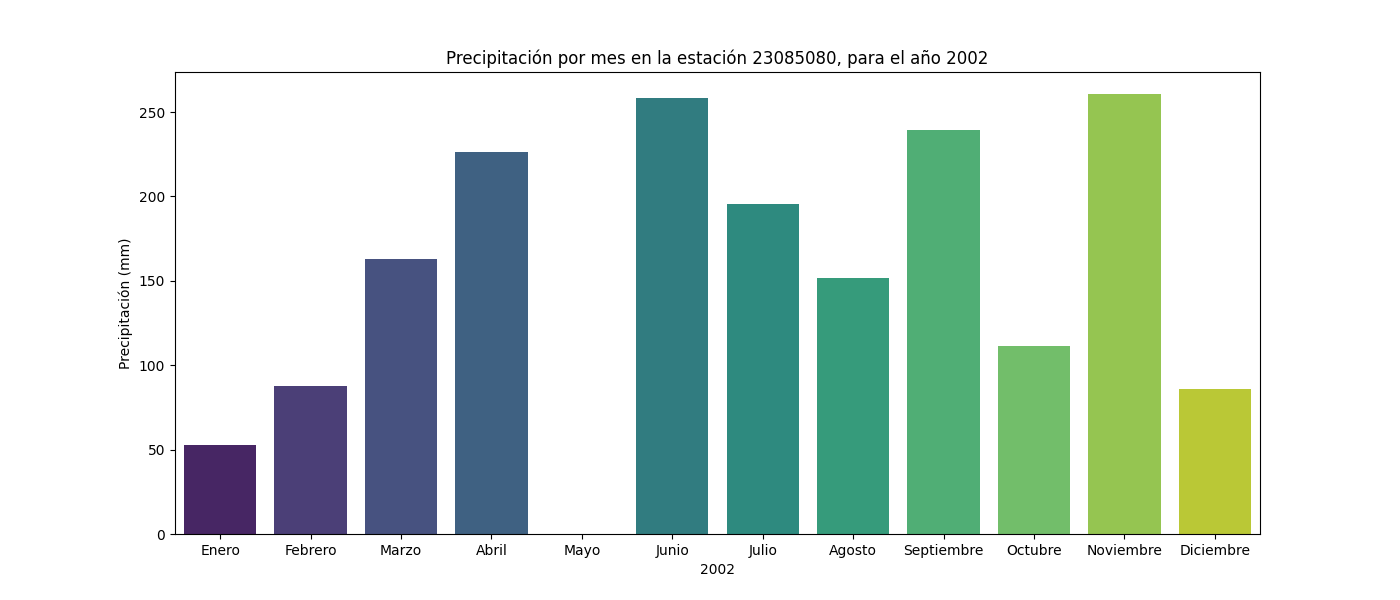 Precipitación por mes en la estación 23085080, para el año 2002
Precipitación (mm)
250
200
150
100
50
0
Enero Febrero Marzo Abril Mayo Junio Julio Agosto Septiembre Octubre Noviembre Diciembre
2002